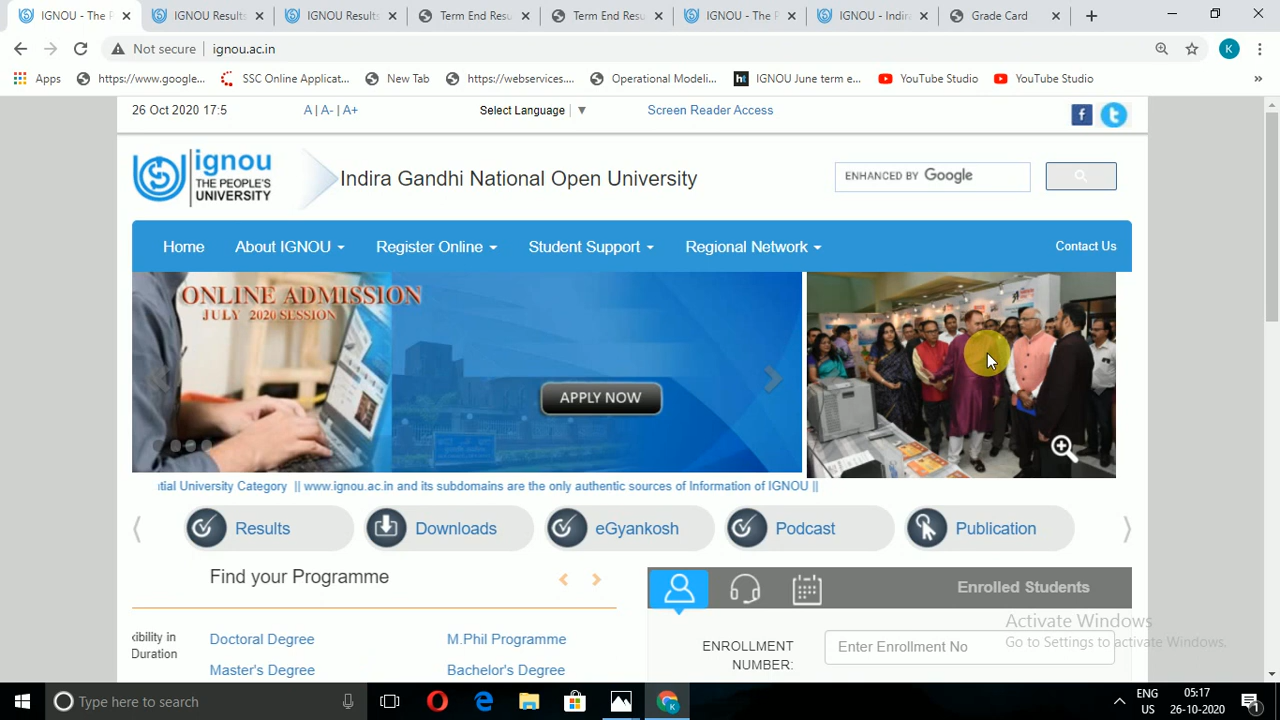 IGNOU - The P
IGNOU Results
IGNOU Results
Term End Resu
Term End Resu
IGNOU - The P
IGNOU - Indira
Grade Card
Not secure
ignou.ac.in
K
Apps
https://www.google...
SSC Online Applicat...
New Tab
https://webservices....
Operational Modeli...
ht
IGNOU June term e...
YouTube Studio
YouTube Studio
»
26 Oct 2020 17:5
A | A- | A+
Select Language ▼
Screen Reader Access
ignou
THE PEOPLE'S
UNIVERSITY
Indira Gandhi National Open University
ENHANCED BY Google
Home
About IGNOU
Register Online
Student Support
Regional Network
Contact Us
ONLINE ADMISSION
JULY 2020 SESSION
APPLY NOW
tial University Category || www.ignou.ac.in and its subdomains are the only authentic sources of Information of IGNOU ||
Results
Downloads
eGyankosh
Podcast
Publication
Find your Programme
Enrolled Students
xibility in
Duration
Doctoral Degree
M.Phil Programme
Master's Degree
Bachelor's Degree
ENROLLMENT
NUMBER:
Enter Enrollment No
Activate Windows
Go to Settings to activate Windows.
Type here to search
K
ENG
US
05:17
26-10-2020
1